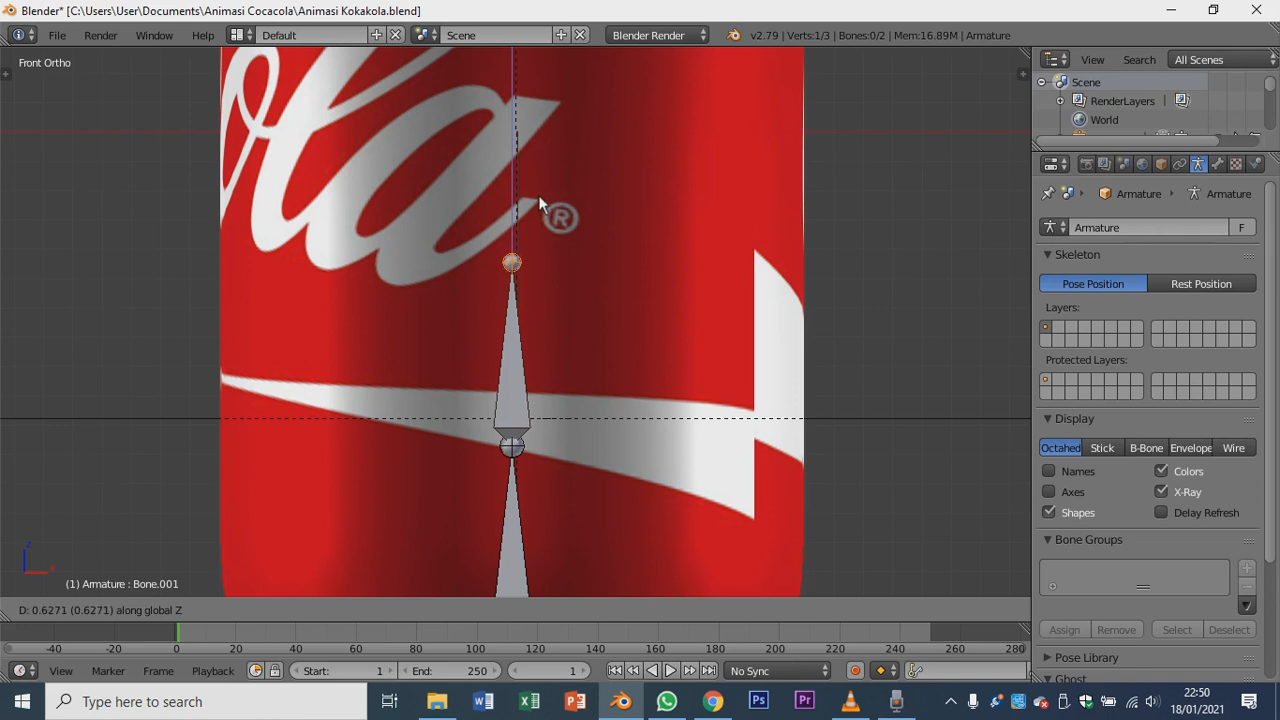 Blender* [C:\Users\User\Documents\Animasi Cocacola\Animasi Kokakola.blend]
File Render Window Help Default Scene Blender Render v2.79 | Verts:1/3 | Bones:0/2 | Mem:16.89M | Armature
Front Ortho
View Search All Scenes
Scene
RenderLayers
World
Armature Armature
Armature F
Skeleton
Pose Position Rest Position
Layers:
Protected Layers:
Display
Octahed Stick B-Bone Envelope Wire
Names Colors
Axes X-Ray
Shapes Delay Refresh
Bone Groups
Assign Remove Select Deselect
Pose Library
Ghost
ola®
(1) Armature : Bone.001
D: 0.6271 (0.6271) along global Z
-40 -20 0 20 40 60 80 100 120 140 160 180 200 220 240 260 280
View Marker Frame Playback Start: 1 End: 250 1 No Sync
Type here to search
22:50
18/01/2021